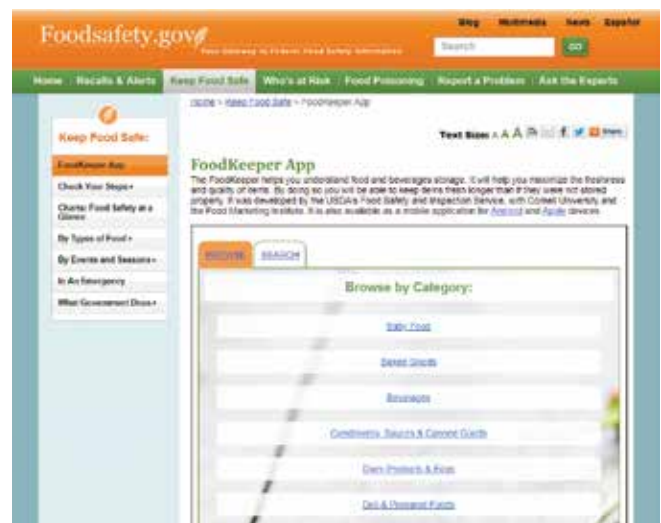 Blog Multimedia News Español
Foodsafety.gov
Your Gateway to Federal Food Safety Information
Search GO
Home Recalls & Alerts Keep Food Safe Who's at Risk Food Poisoning Report a Problem Ask the Experts
Home > Keep Food Safe > FoodKeeper App
Keep Food Safe:
Text Size: A A A
FoodKeeper App
Check Your Steps
Charts: Food Safety at a
Glance
By Types of Food
By Events and Seasons
In An Emergency
What Government Does
FoodKeeper App
The FoodKeeper helps you understand food and beverages storage. It will help you maximize the freshness
and quality of items. By doing so you will be able to keep items fresh longer than if they were not stored
properly. It was developed by the USDA's Food Safety and Inspection Service, with Cornell University and
the Food Marketing Institute. It is also available as a mobile application for Android and Apple devices.
BROWSE SEARCH
Browse by Category:
Baby Food
Baked Goods
Beverages
Condiments, Sauces & Canned Goods
Dairy Products & Eggs
Deli & Prepared Foods